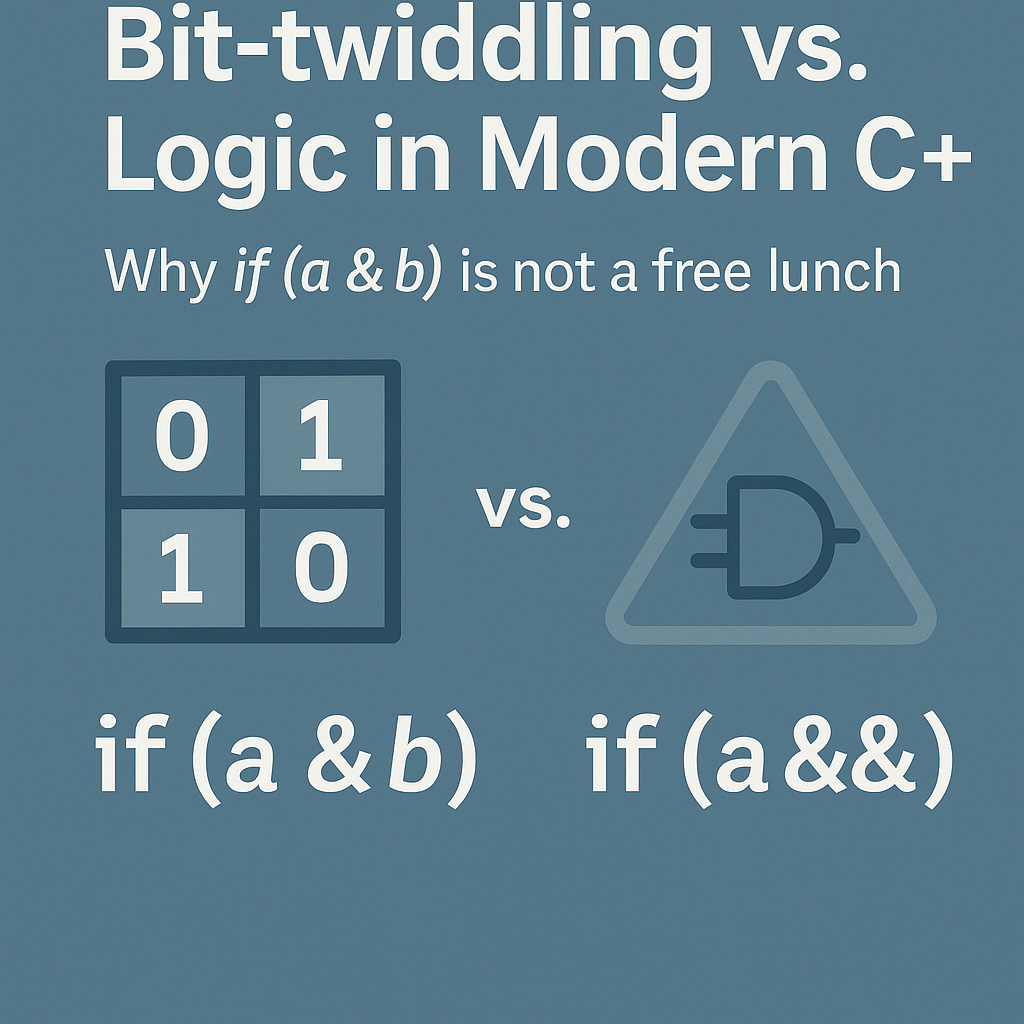 Bit-twiddling vs.
Logic in Modern C+
Why if (a & b) is not a free lunch
0 1
vs.
1 0
if (a & b) if (a &&)